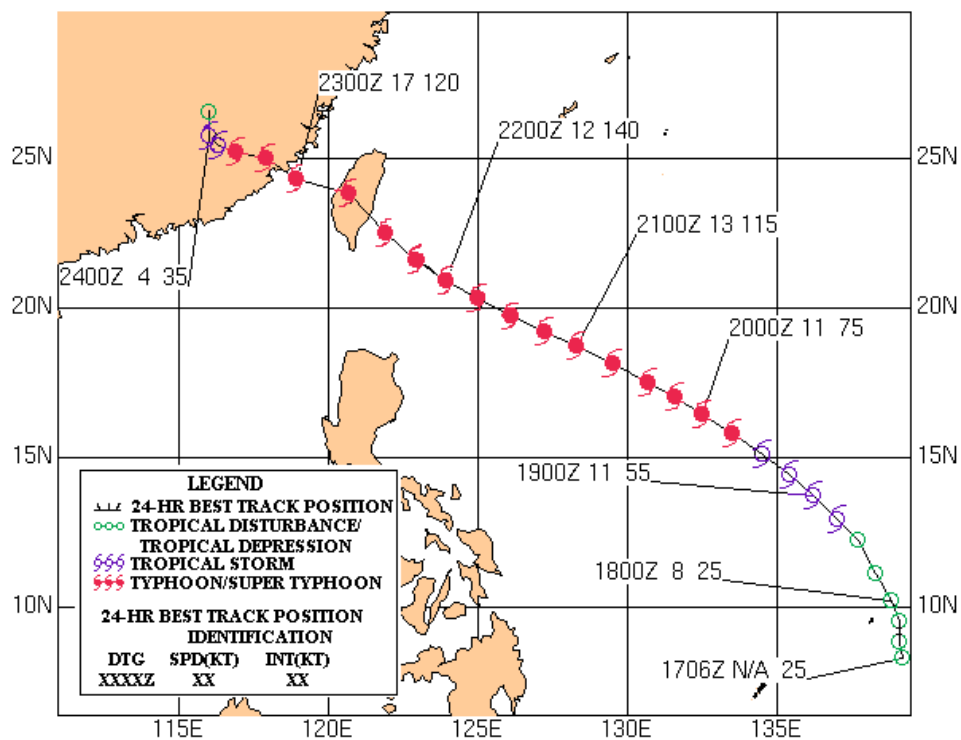 2300Z 17 120
2200Z 12 140
25N
25N
2100Z 13 115
2400Z 4 35
20N
20N
2000Z 11 75
15N
15N
1900Z 11 55
LEGEND
24-HR BEST TRACK POSITION
TROPICAL DISTURBANCE/
TROPICAL DEPRESSION
TROPICAL STORM
TYPHOON/SUPER TYPHOON
1800Z 8 25
10N
10N
24-HR BEST TRACK POSITION
IDENTIFICATION
DTG SPD(KT) INT(KT)
XXXXZ XX XX
1706Z N/A 25
115E 120E 125E 130E 135E